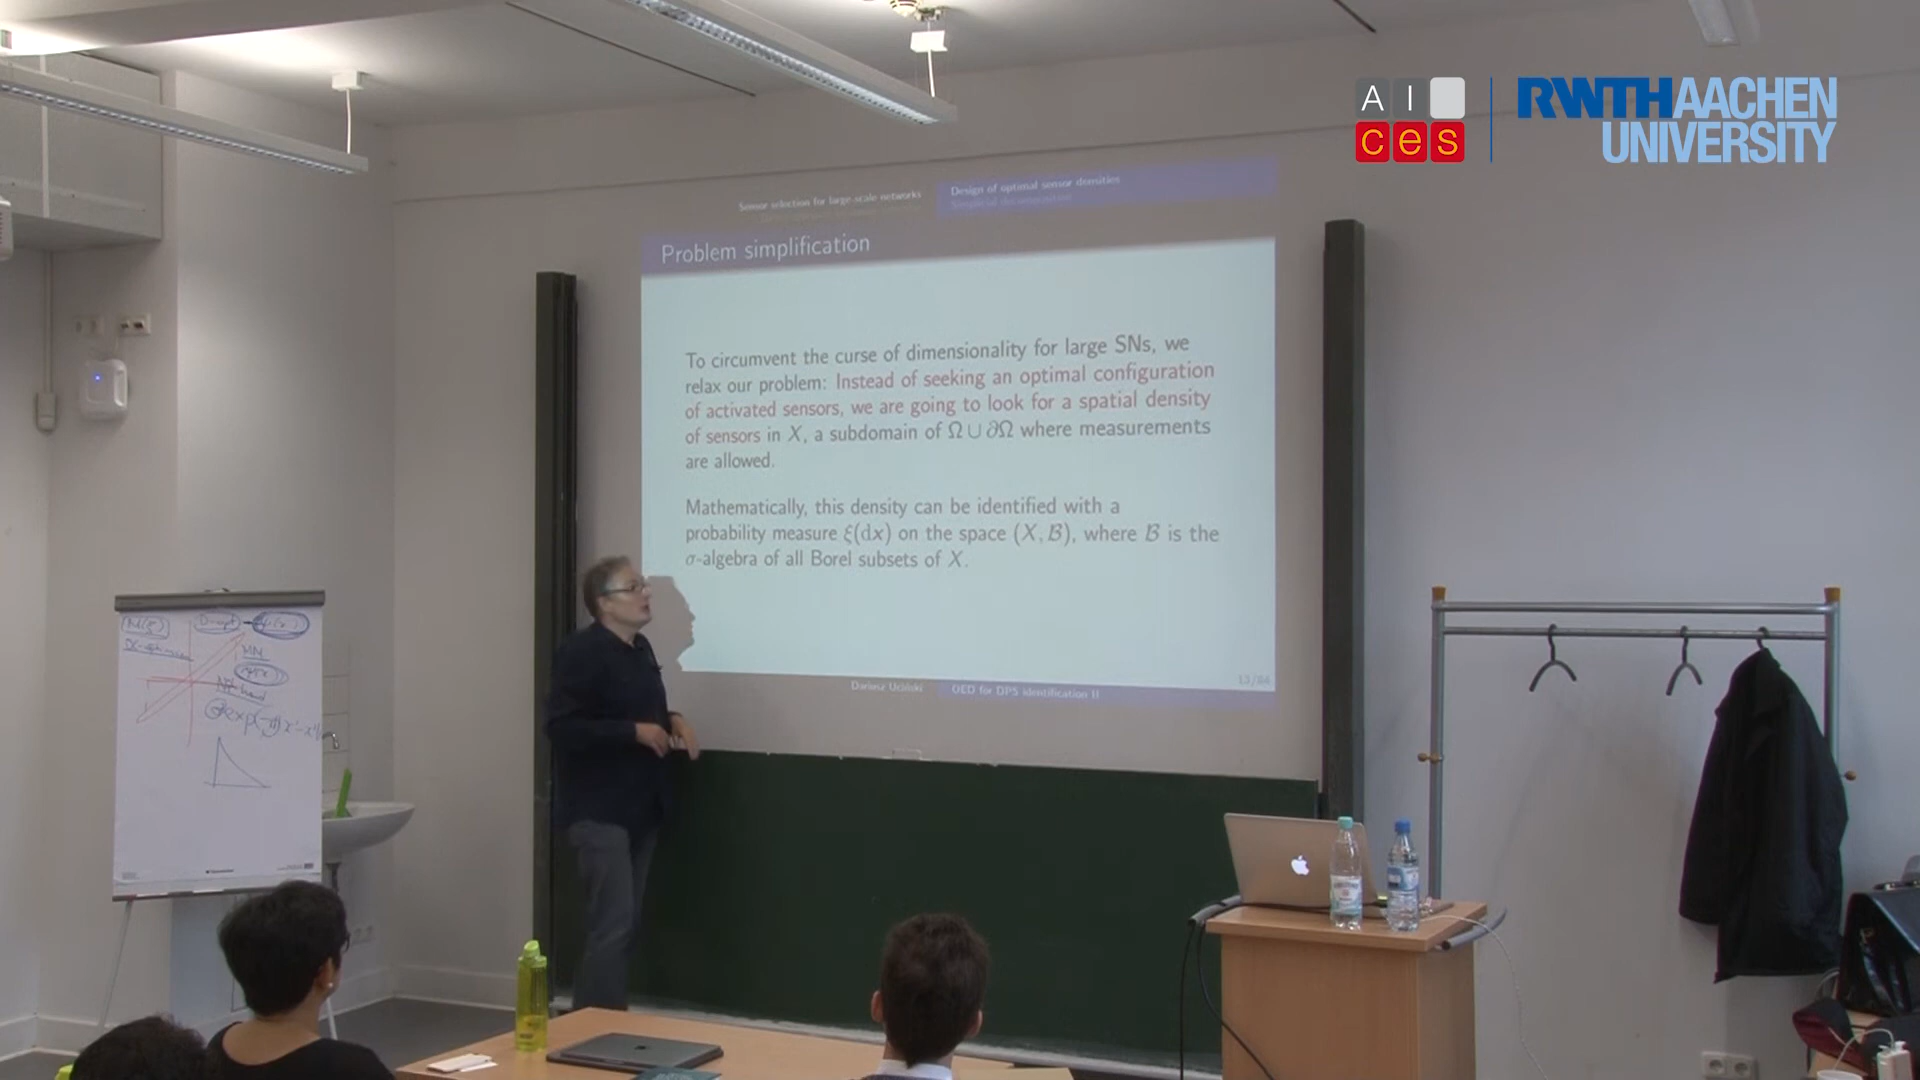 AI
ces
RWTH AACHEN
UNIVERSITY
Sensor selection for large-scale networks
Design of optimal sensor densities
Problem simplification
To circumvent the curse of dimensionality for large SNs, we
relax our problem: Instead of seeking an optimal configuration
of activated sensors, we are going to look for a spatial density
of sensors in X, a subdomain of Ω ∪ ∂Ω where measurements
are allowed.
Mathematically, this density can be identified with a
probability measure ξ(dx) on the space (X, B), where B is the
σ-algebra of all Borel subsets of X.
13/86
Dariusz Uciński
OED for DPS identification II
M(ξ)
D-opt